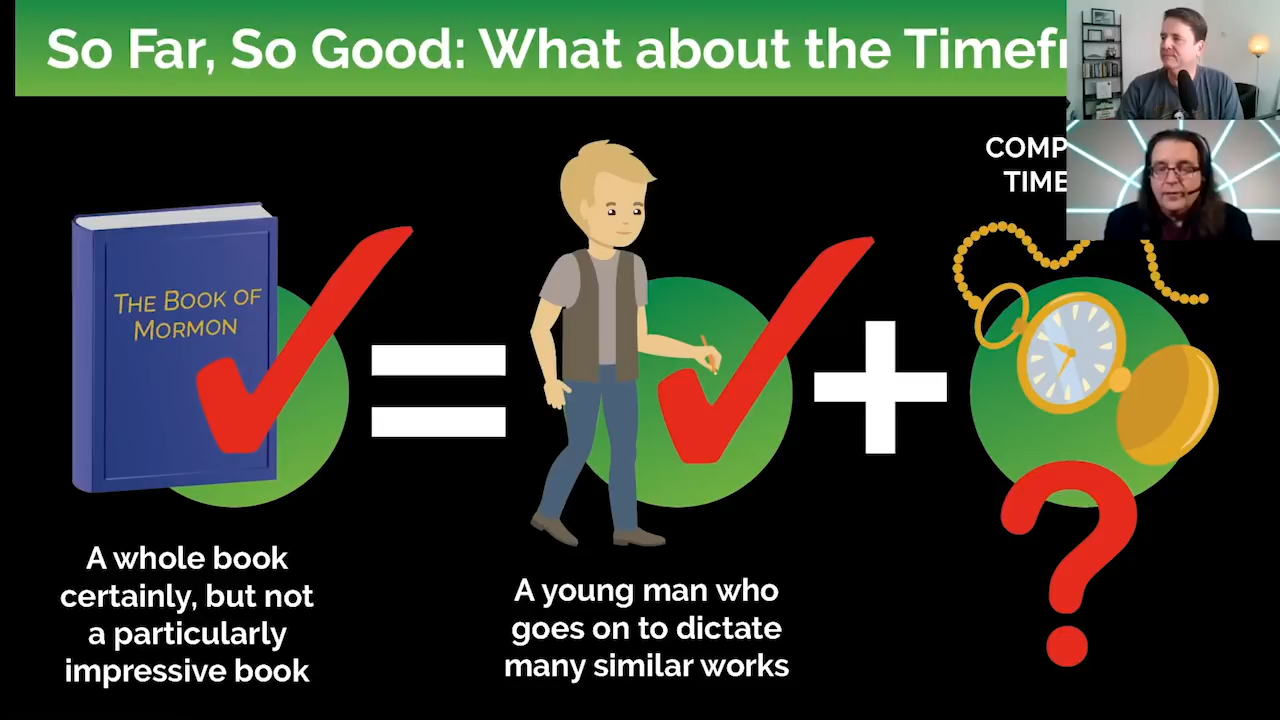 So Far, So Good: What about the
COMP
TIME
THE BOOK OF
MORMON
A whole book
certainly, but not
a particularly
impressive book
A young man who
goes on to dictate
many similar works